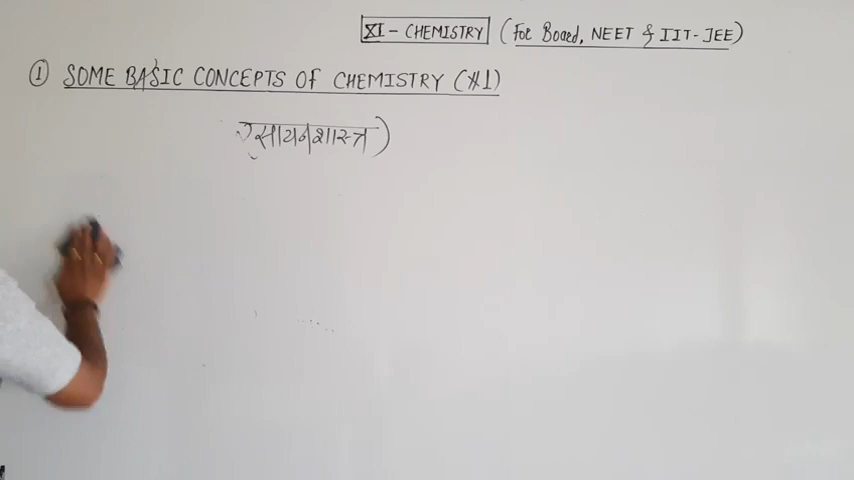 XI - CHEMISTRY (For Board, NEET & IIT-JEE)
① SOME BASIC CONCEPTS OF CHEMISTRY (#1)
रसायनशास्त्र)